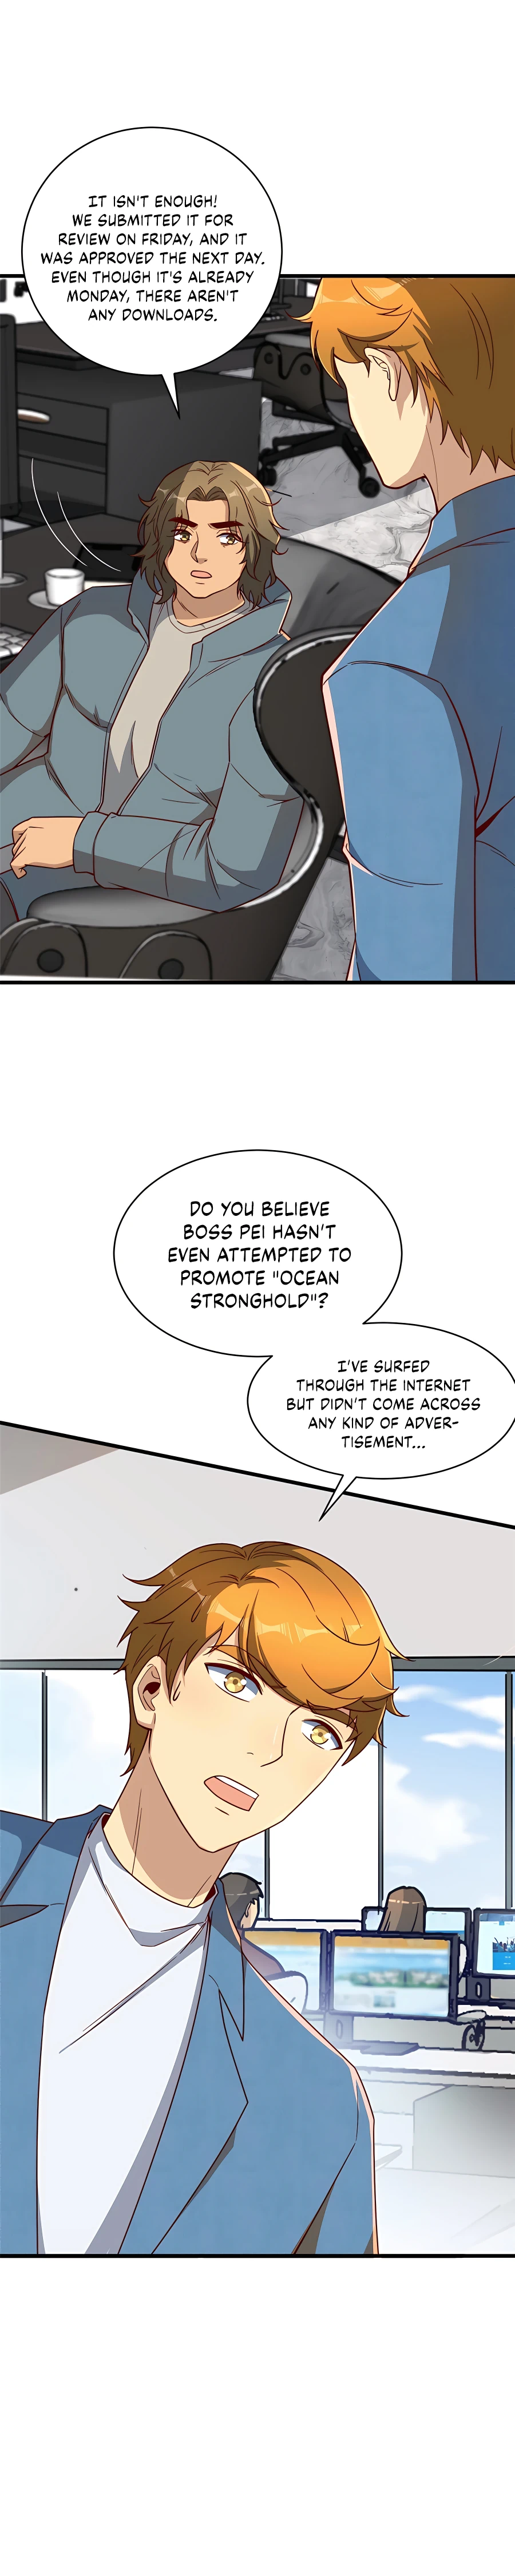 IT ISN'T ENOUGH!
WE SUBMITTED IT FOR
REVIEW ON FRIDAY, AND IT
WAS APPROVED THE NEXT DAY.
EVEN THOUGH IT'S ALREADY
MONDAY, THERE AREN'T
ANY DOWNLOADS.
DO YOU BELIEVE
BOSS PEI HASN'T
EVEN ATTEMPTED TO
PROMOTE "OCEAN
STRONGHOLD"?
I'VE SURFED
THROUGH THE INTERNET
BUT DIDN'T COME ACROSS
ANY KIND OF ADVER-
TISEMENT...